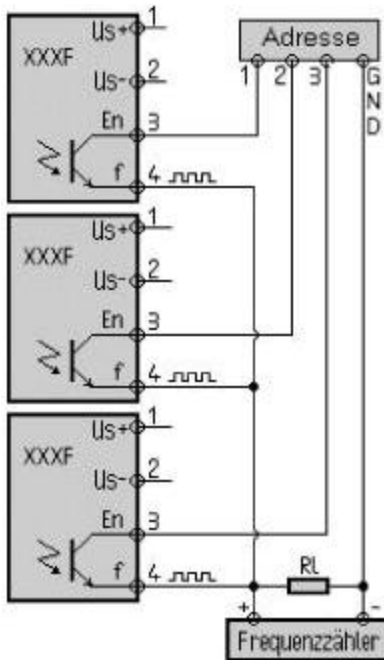 XXXF
Us+ 1
Us- 2
En 3
f 4
Adresse
1 2 3 GND
XXXF
Us+ 1
Us- 2
En 3
f 4
XXXF
Us+ 1
Us- 2
En 3
f 4
Rl
+ -
Frequenzzähler